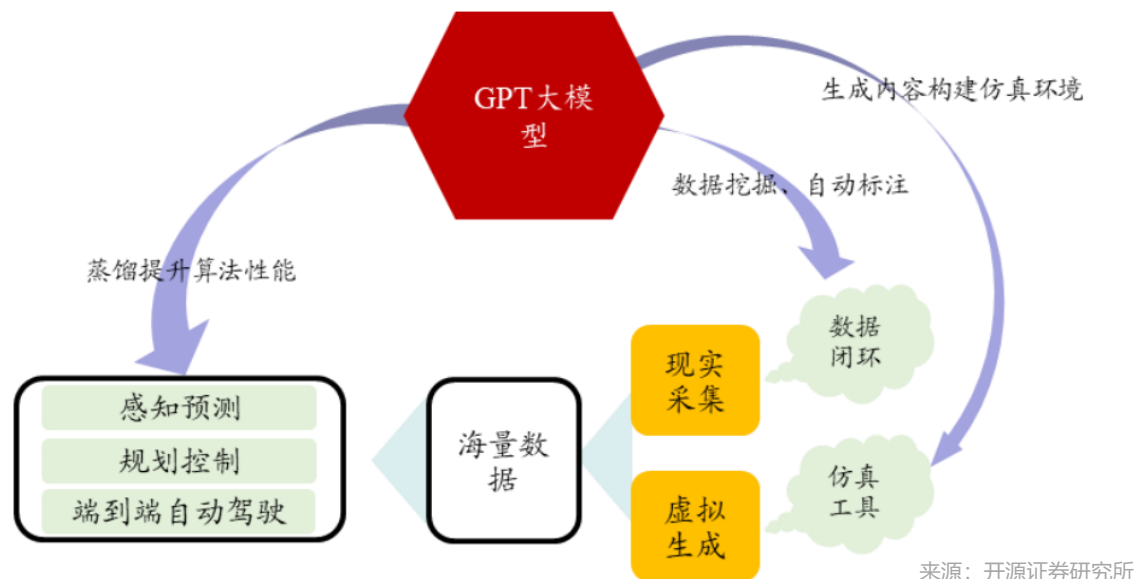 GPT大模
型
生成内容构建仿真环境
数据挖掘、自动标注
蒸馏提升算法性能
数据
闭环
现实
采集
感知预测
规划控制
端到端自动驾驶
海量数
据
仿真
工具
虚拟
生成
来源：开源证券研究所